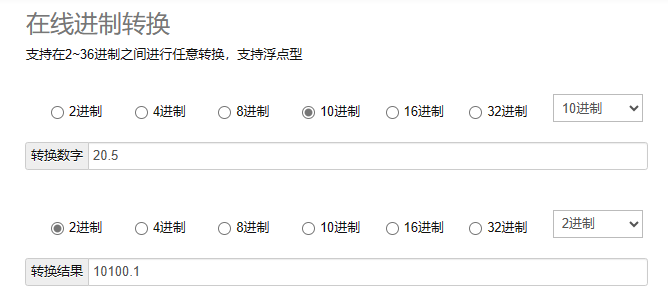 在线进制转换
支持在2~36进制之间进行任意转换，支持浮点型
2进制 4进制 8进制 10进制 16进制 32进制 10进制
转换数字 20.5
2进制 4进制 8进制 10进制 16进制 32进制 2进制
转换结果 10100.1